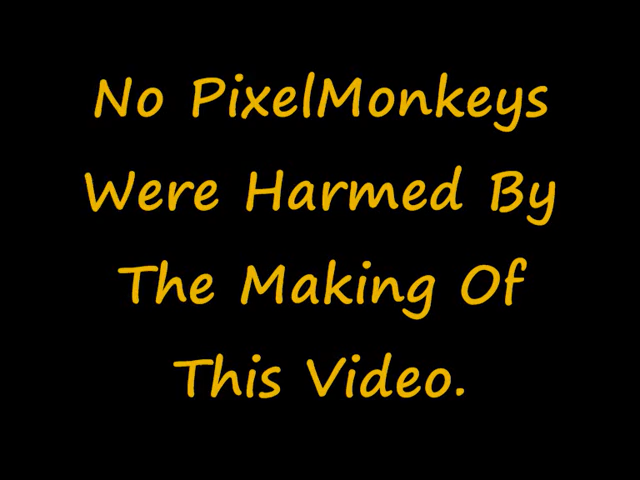 No PixelMonkeys
Were Harmed By
The Making Of
This Video.